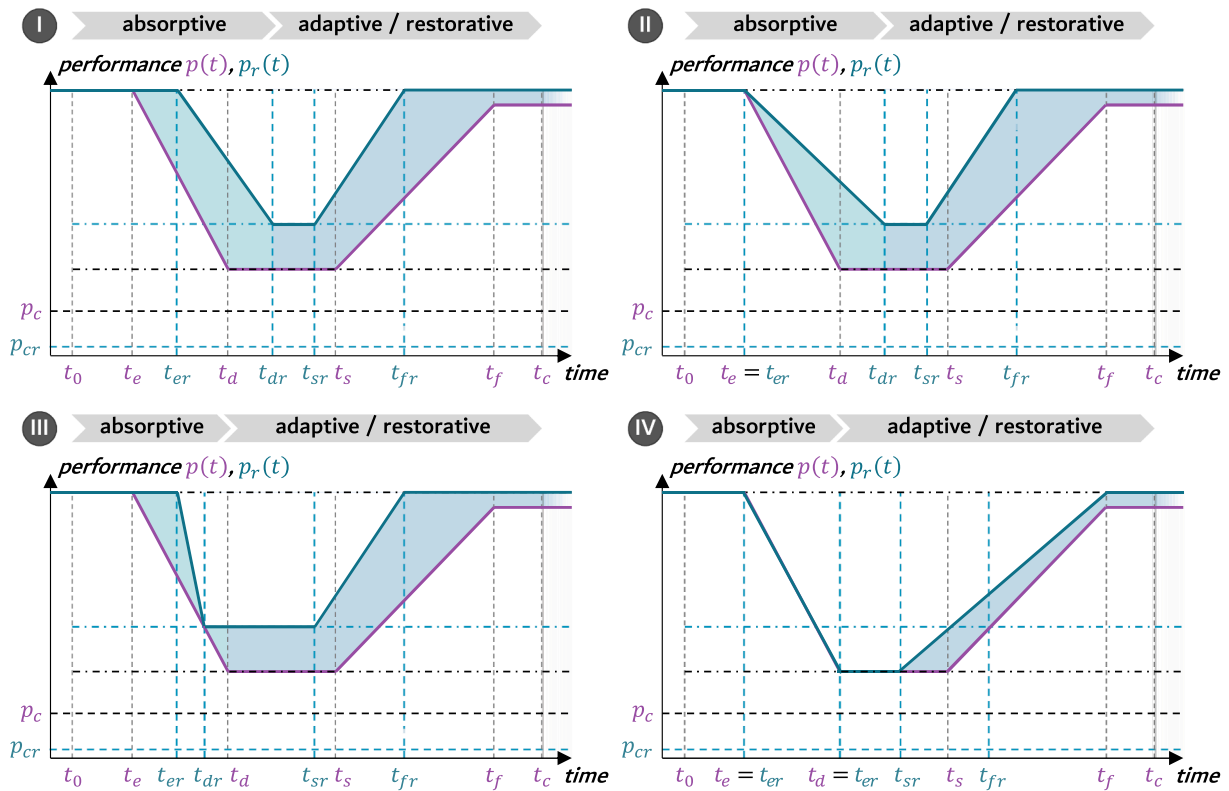 I absorptive adaptive / restorative
performance p(t), p_r(t)
p_c
p_cr
t_0 t_e t_er t_d t_dr t_sr t_s t_fr t_f t_c time
II absorptive adaptive / restorative
performance p(t), p_r(t)
p_c
p_cr
t_0 t_e = t_er t_d t_dr t_sr t_s t_fr t_f t_c time
III absorptive adaptive / restorative
performance p(t), p_r(t)
p_c
p_cr
t_0 t_e t_er t_dr t_d t_sr t_s t_fr t_f t_c time
IV absorptive adaptive / restorative
performance p(t), p_r(t)
p_c
p_cr
t_0 t_e = t_er t_d = t_er t_sr t_s t_fr t_f t_c time